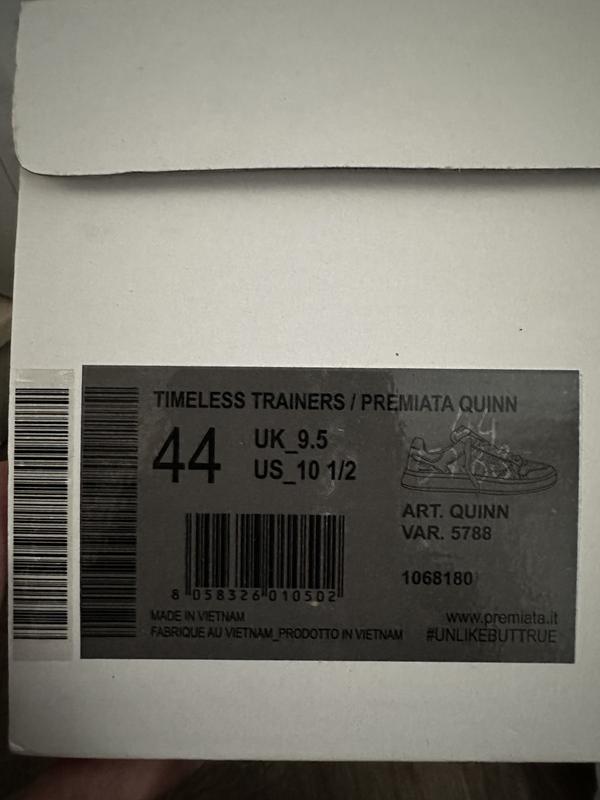 TIMELESS TRAINERS / PREMIATA QUINN
44
UK_9.5
US_10 1/2
ART. QUINN
VAR. 5788
1068180
8 058326 010502
MADE IN VIETNAM
FABRIQUE AU VIETNAM_PRODOTTO IN VIETNAM
www.premiata.it
#UNLIKEBUTTRUE